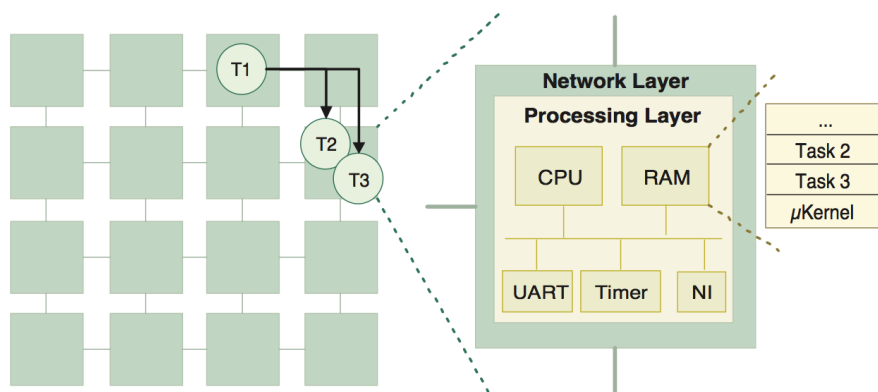 T1
T2
T3
Network Layer
Processing Layer
CPU
RAM
UART
Timer
NI
...
Task 2
Task 3
µKernel